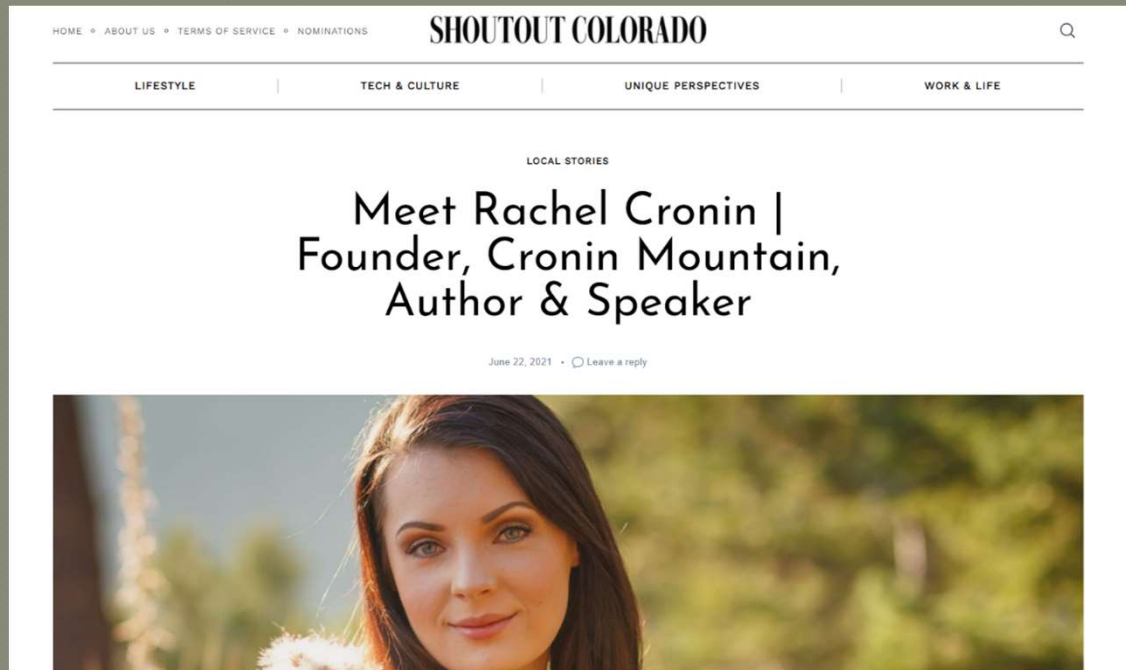 HOME ABOUT US TERMS OF SERVICE NOMINATIONS
SHOUTOUT COLORADO
LIFESTYLE
TECH & CULTURE
UNIQUE PERSPECTIVES
WORK & LIFE
LOCAL STORIES
Meet Rachel Cronin |
Founder, Cronin Mountain,
Author & Speaker
June 22, 2021 • Leave a reply